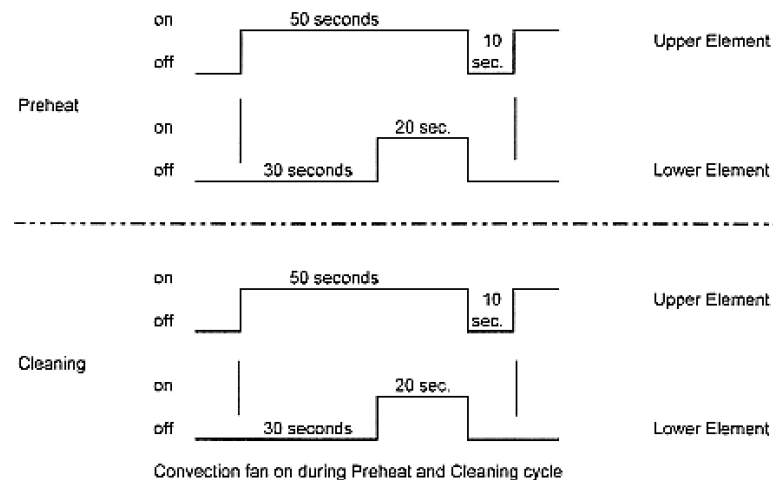 on 50 seconds
10 Upper Element
off sec.
Preheat
on 20 sec.
off 30 seconds Lower Element
on 50 seconds
10 Upper Element
off sec.
Cleaning
on 20 sec.
off 30 seconds Lower Element
Convection fan on during Preheat and Cleaning cycle